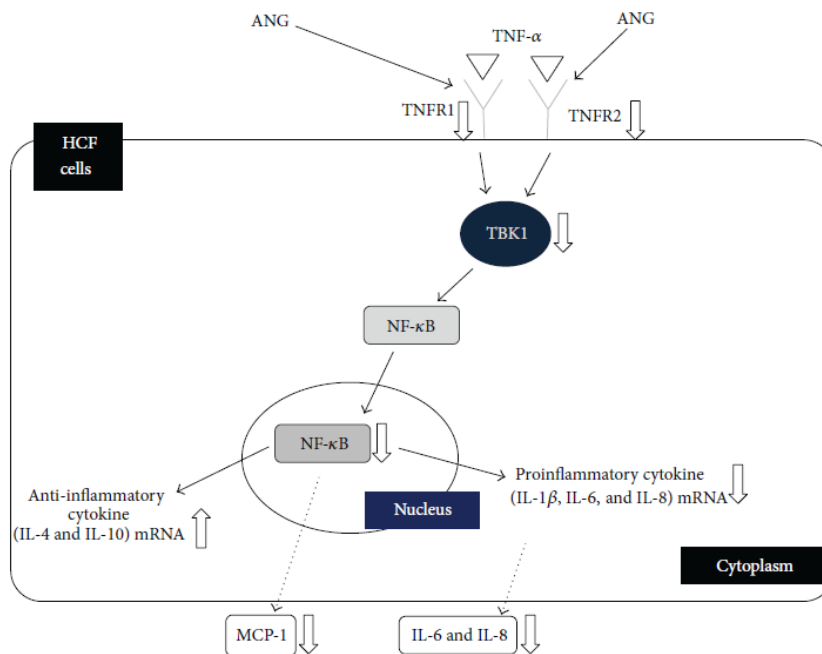 ANG
TNF-α
ANG
TNFR1
TNFR2
HCF
cells
TBK1
NF-κB
NF-κB
Anti-inflammatory
cytokine
(IL-4 and IL-10) mRNA
Proinflammatory cytokine
(IL-1β, IL-6, and IL-8) mRNA
Nucleus
Cytoplasm
MCP-1
IL-6 and IL-8